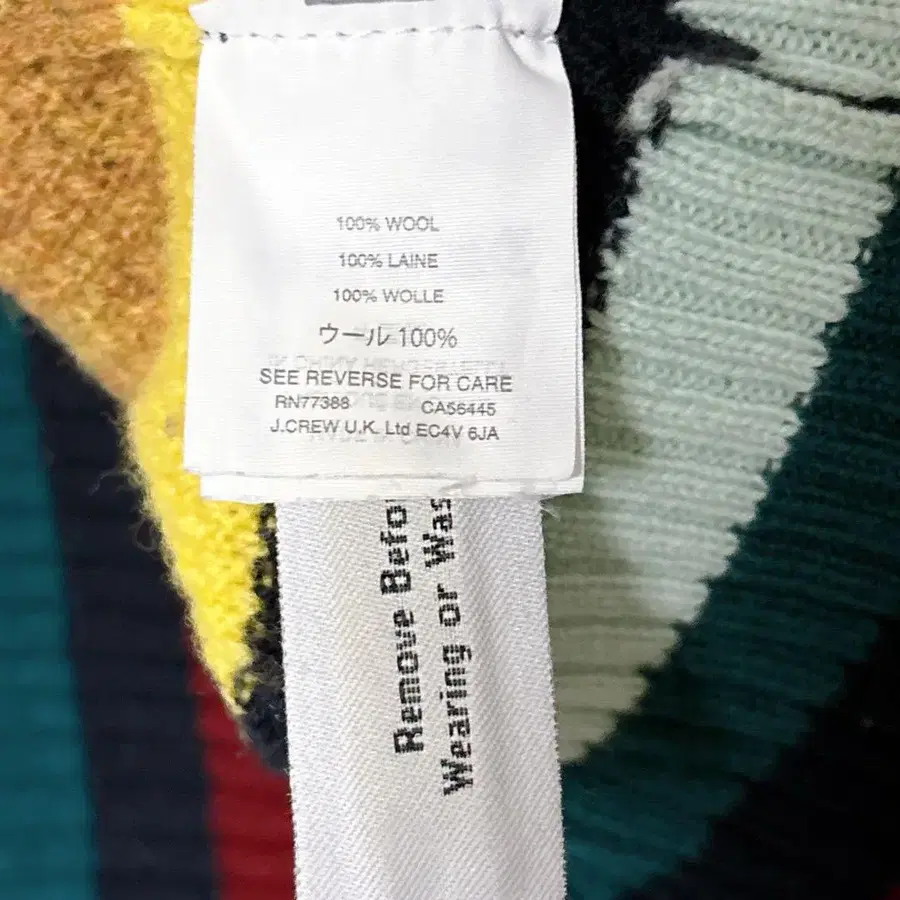 100% WOOL
100% LAINE
100% WOLLE
ウール 100%
SEE REVERSE FOR CARE
RN77388 CA56445
J.CREW U.K. Ltd EC4V 6JA
Remove Befo
Wearing or Was